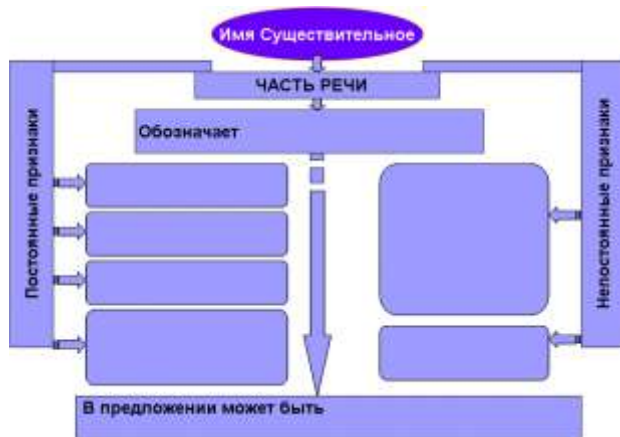 Имя Существительное
ЧАСТЬ РЕЧИ
Обозначает
Постоянные признаки
Непостоянные признаки
В предложении может быть